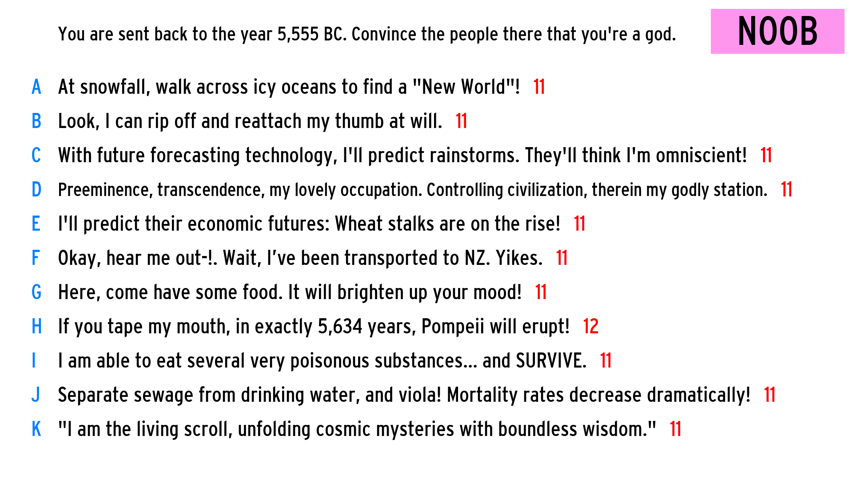 You are sent back to the year 5,555 BC. Convince the people there that you're a god.
NOOB
A At snowfall, walk across icy oceans to find a "New World"! 11
B Look, I can rip off and reattach my thumb at will. 11
C With future forecasting technology, I'll predict rainstorms. They'll think I'm omniscient! 11
D Preeminence, transcendence, my lovely occupation. Controlling civilization, therein my godly station. 11
E I'll predict their economic futures: Wheat stalks are on the rise! 11
F Okay, hear me out-!. Wait, I've been transported to NZ. Yikes. 11
G Here, come have some food. It will brighten up your mood! 11
H If you tape my mouth, in exactly 5,634 years, Pompeii will erupt! 12
I I am able to eat several very poisonous substances... and SURVIVE. 11
J Separate sewage from drinking water, and viola! Mortality rates decrease dramatically! 11
K "I am the living scroll, unfolding cosmic mysteries with boundless wisdom." 11